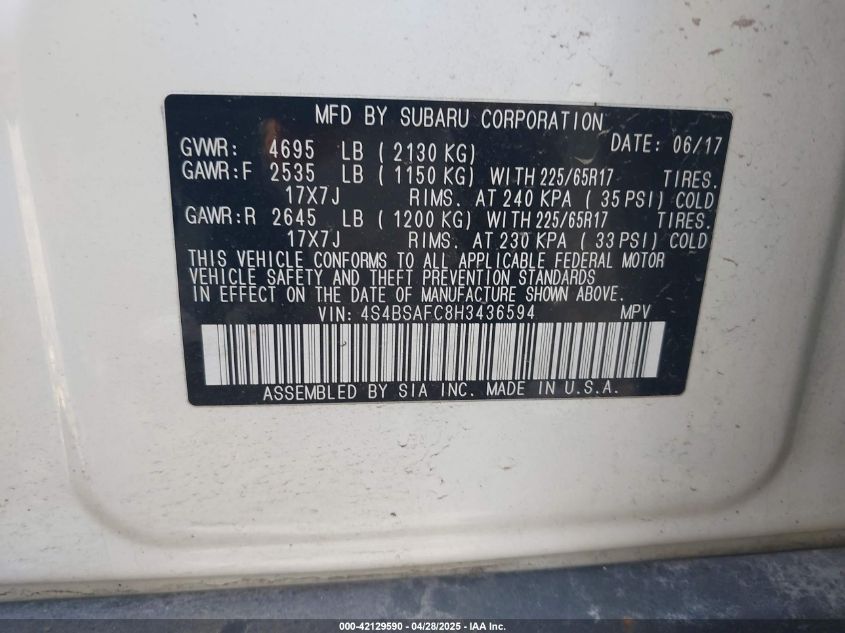 MFD BY SUBARU CORPORATION
GVWR: 4695 LB ( 2130 KG) DATE: 06/17
GAWR:F 2535 LB ( 1150 KG) WITH 225/65R17 TIRES.
17X7J RIMS. AT 240 KPA ( 35 PSI) COLD
GAWR:R 2645 LB ( 1200 KG) WITH 225/65R17 TIRES.
17X7J RIMS. AT 230 KPA ( 33 PSI) COLD
THIS VEHICLE CONFORMS TO ALL APPLICABLE FEDERAL MOTOR
VEHICLE SAFETY AND THEFT PREVENTION STANDARDS
IN EFFECT ON THE DATE OF MANUFACTURE SHOWN ABOVE.
VIN: 4S4BSAFC8H3436594 MPV
ASSEMBLED BY SIA INC. MADE IN U.S.A.
000-42129590 - 04/28/2025 - IAA Inc.